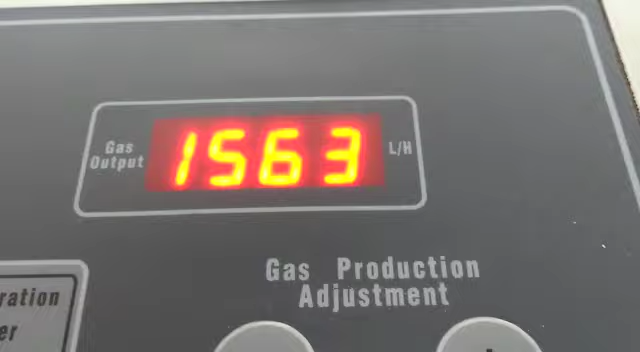 Gas
Output
1563
L/H
Gas Production
Adjustment
ration
er